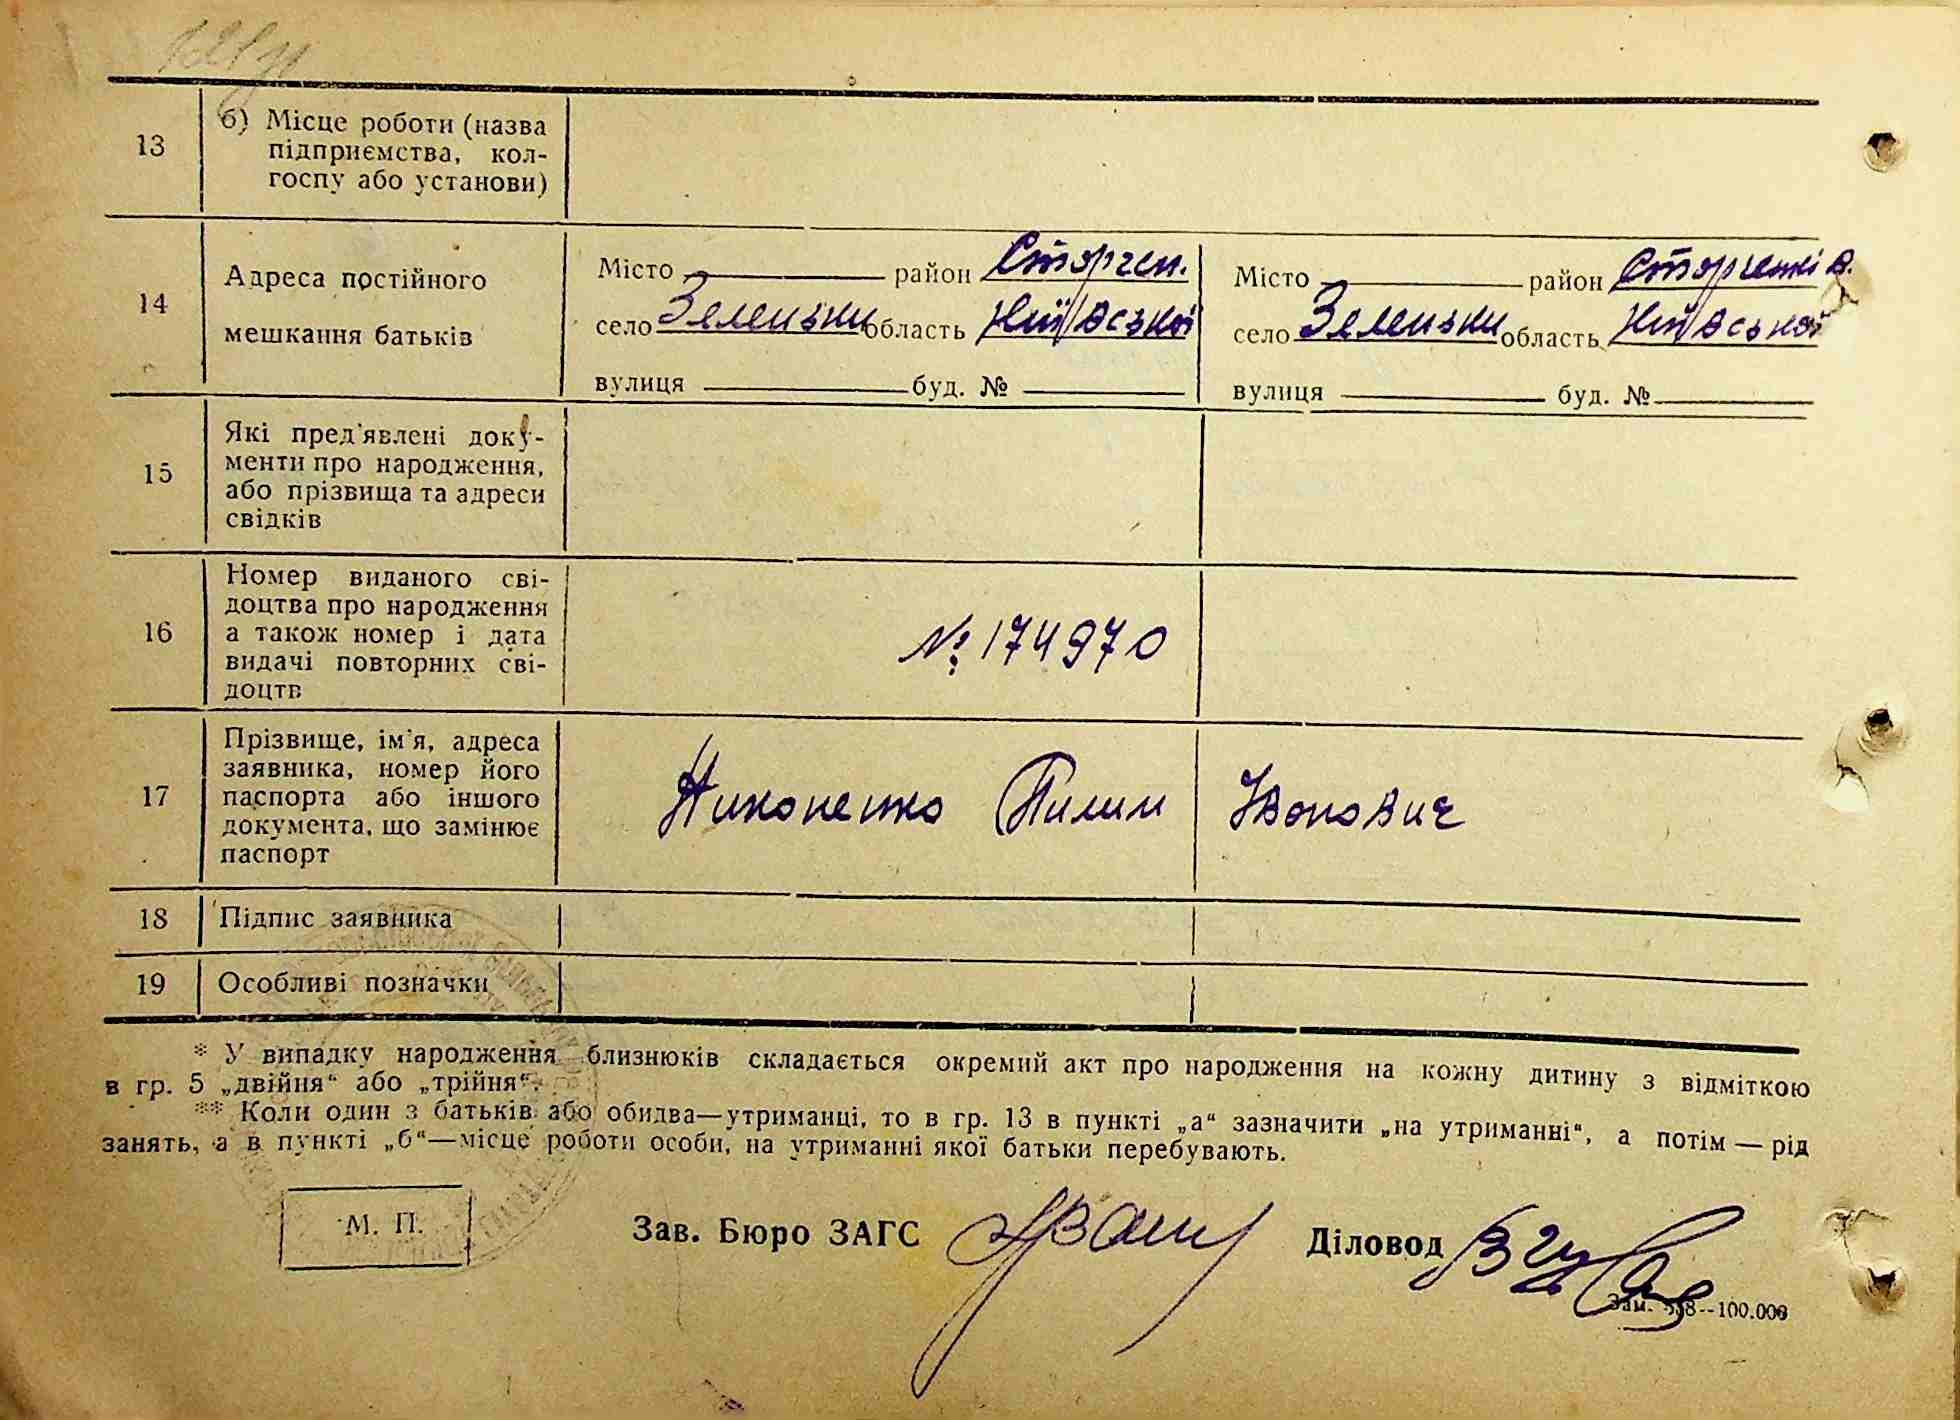 13
б) Місце роботи (назва
підприємства, кол-
госпу або установи)
14
Адреса постійного
мешкання батьків
Місто район Сторчен.
село Зеленьки область Київської
вулиця буд. №
Місто район
село Зеленьки область Київської
вулиця буд. №
15
Які пред'явлені доку-
менти про народження,
або прізвища та адреси
свідків
16
Номер виданого сві-
доцтва про народження
а також номер і дата
видачі повторних сві-
доцтв
№ 174970
17
Прізвище, ім'я, адреса
заявника, номер його
паспорта або іншого
документа, що замінює
паспорт
Никоненко Пилип Іванович
18
Підпис заявника
19
Особливі позначки
* У випадку народження близнюків складається окремий акт про народження на кожну дитину з відміткою
в гр. 5 „двійня“ або „трійня“.
** Коли один з батьків або обидва—утриманці, то в гр. 13 в пункті „а“ зазначити „на утриманні“, а потім — рід
занять, а в пункті „б“—місце роботи особи, на утриманні якої батьки перебувають.
М. П.
Зав. Бюро ЗАГС
Діловод
Зам. --100.000